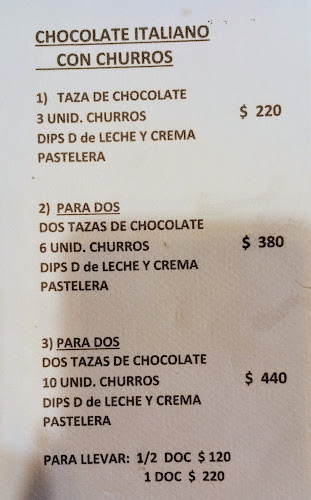 CHOCOLATE ITALIANO
CON CHURROS
1) TAZA DE CHOCOLATE
3 UNID. CHURROS $ 220
DIPS D de LECHE Y CREMA
PASTELERA
2) PARA DOS
DOS TAZAS DE CHOCOLATE
6 UNID. CHURROS $ 380
DIPS D de LECHE Y CREMA
PASTELERA
3) PARA DOS
DOS TAZAS DE CHOCOLATE
10 UNID. CHURROS $ 440
DIPS D de LECHE Y CREMA
PASTELERA
PARA LLEVAR: 1/2 DOC $ 120
1 DOC $ 220